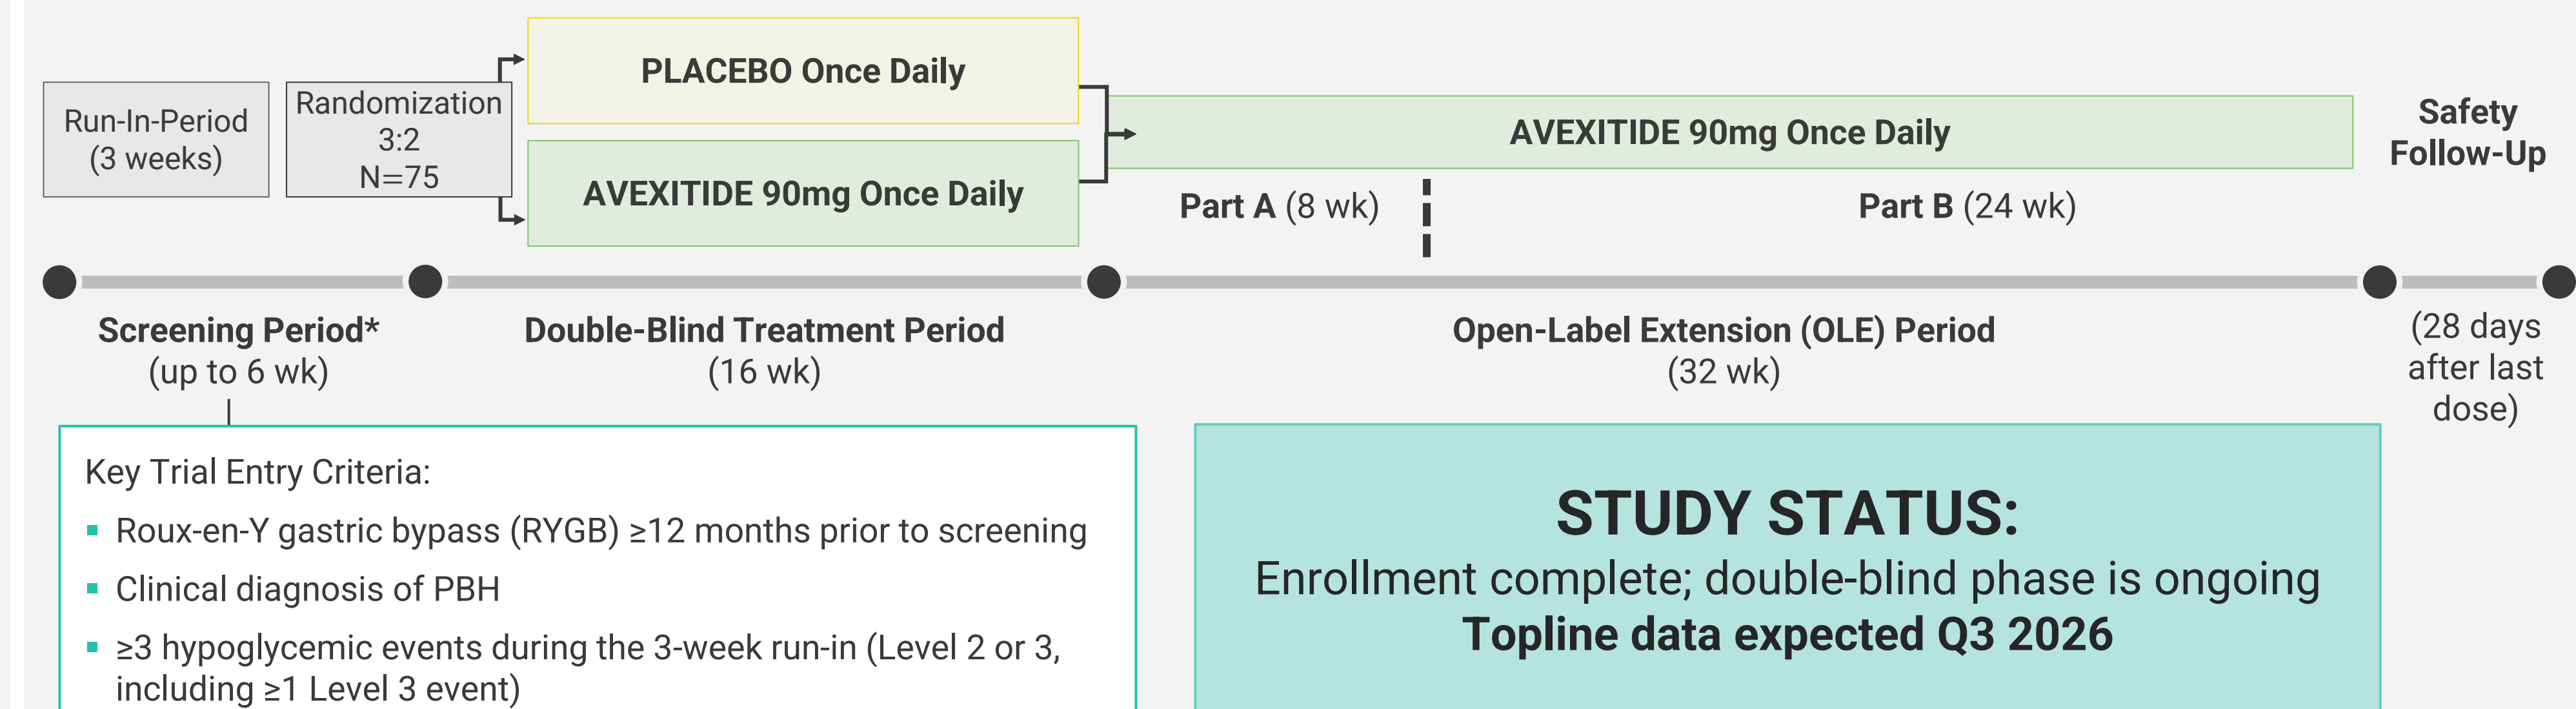 Run-In-Period
(3 weeks)
Randomization
3:2
N=75
PLACEBO Once Daily
AVEXITIDE 90mg Once Daily
AVEXITIDE 90mg Once Daily
Part A (8 wk)
Part B (24 wk)
Safety
Follow-Up
Screening Period*
(up to 6 wk)
Double-Blind Treatment Period
(16 wk)
Open-Label Extension (OLE) Period
(32 wk)
(28 days
after last
dose)
Key Trial Entry Criteria:
▪ Roux-en-Y gastric bypass (RYGB) ≥12 months prior to screening
▪ Clinical diagnosis of PBH
▪ ≥3 hypoglycemic events during the 3-week run-in (Level 2 or 3,
including ≥1 Level 3 event)
STUDY STATUS:
Enrollment complete; double-blind phase is ongoing
Topline data expected Q3 2026